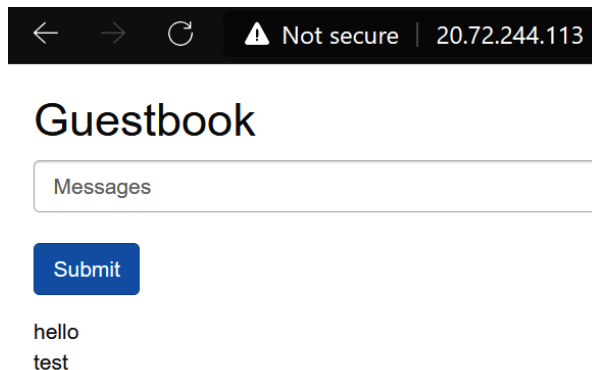 Not secure | 20.72.244.113
Guestbook
Messages
Submit
hello
test